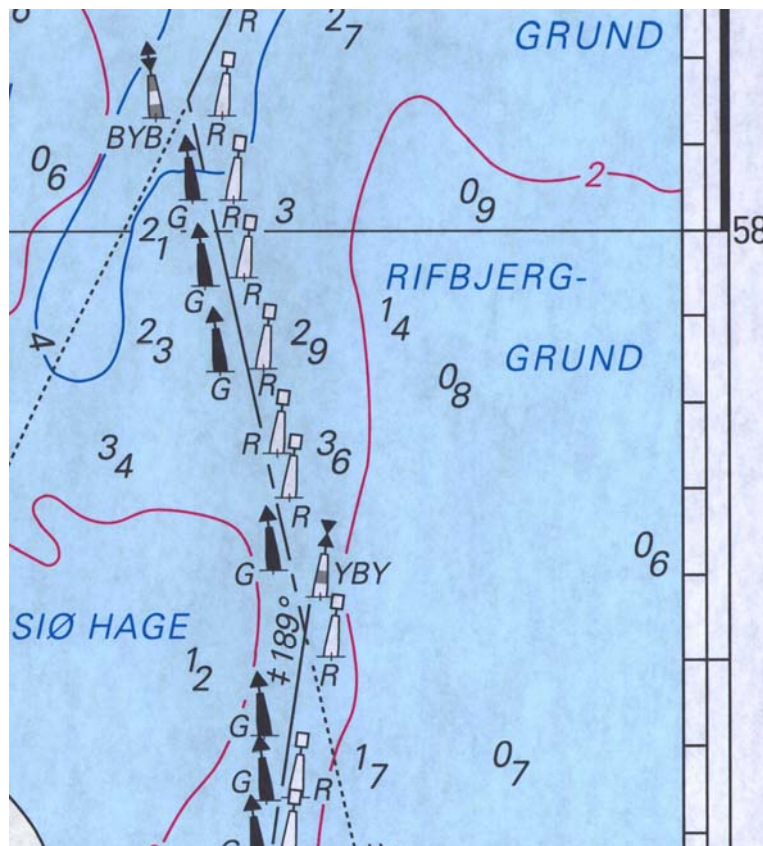 R
2₇
GRUND
BYB
R
0₆
2
0₉
G
R
3
58
2₁
RIFBJERG-
G
R
1₄
4
2₃
2₉
GRUND
G
R
0₈
3₄
R
3₆
R
0₆
G
YBY
SIØ HAGE
189°
1₂
R
G
1₇
0₇
G
R